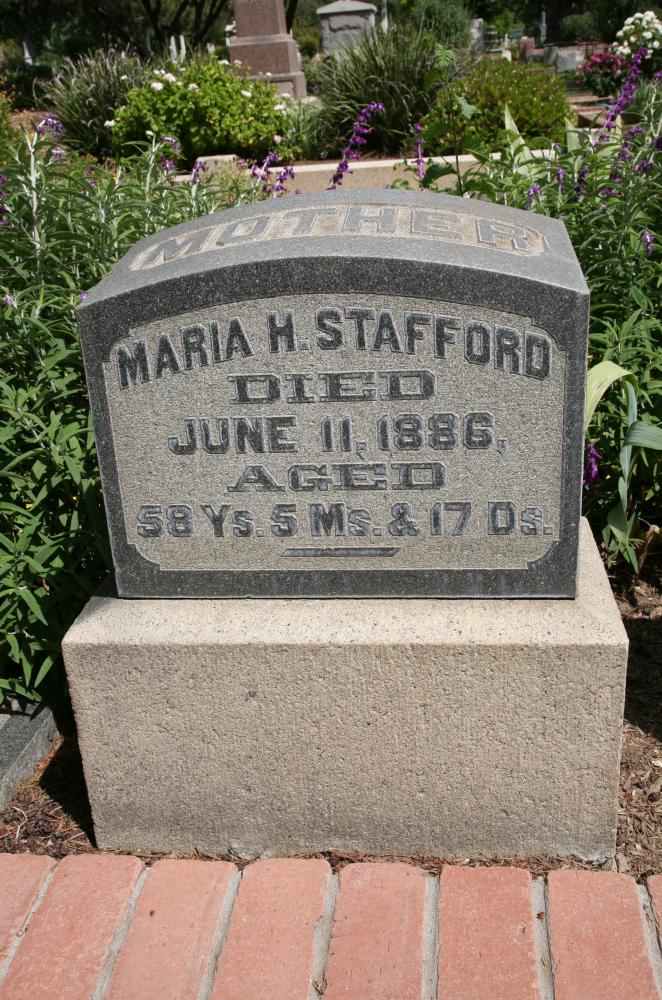 MOTHER
MARIA H. STAFFORD
DIED
JUNE 11, 1886,
AGED
58 Ys. 5 Ms. & 17 Ds.